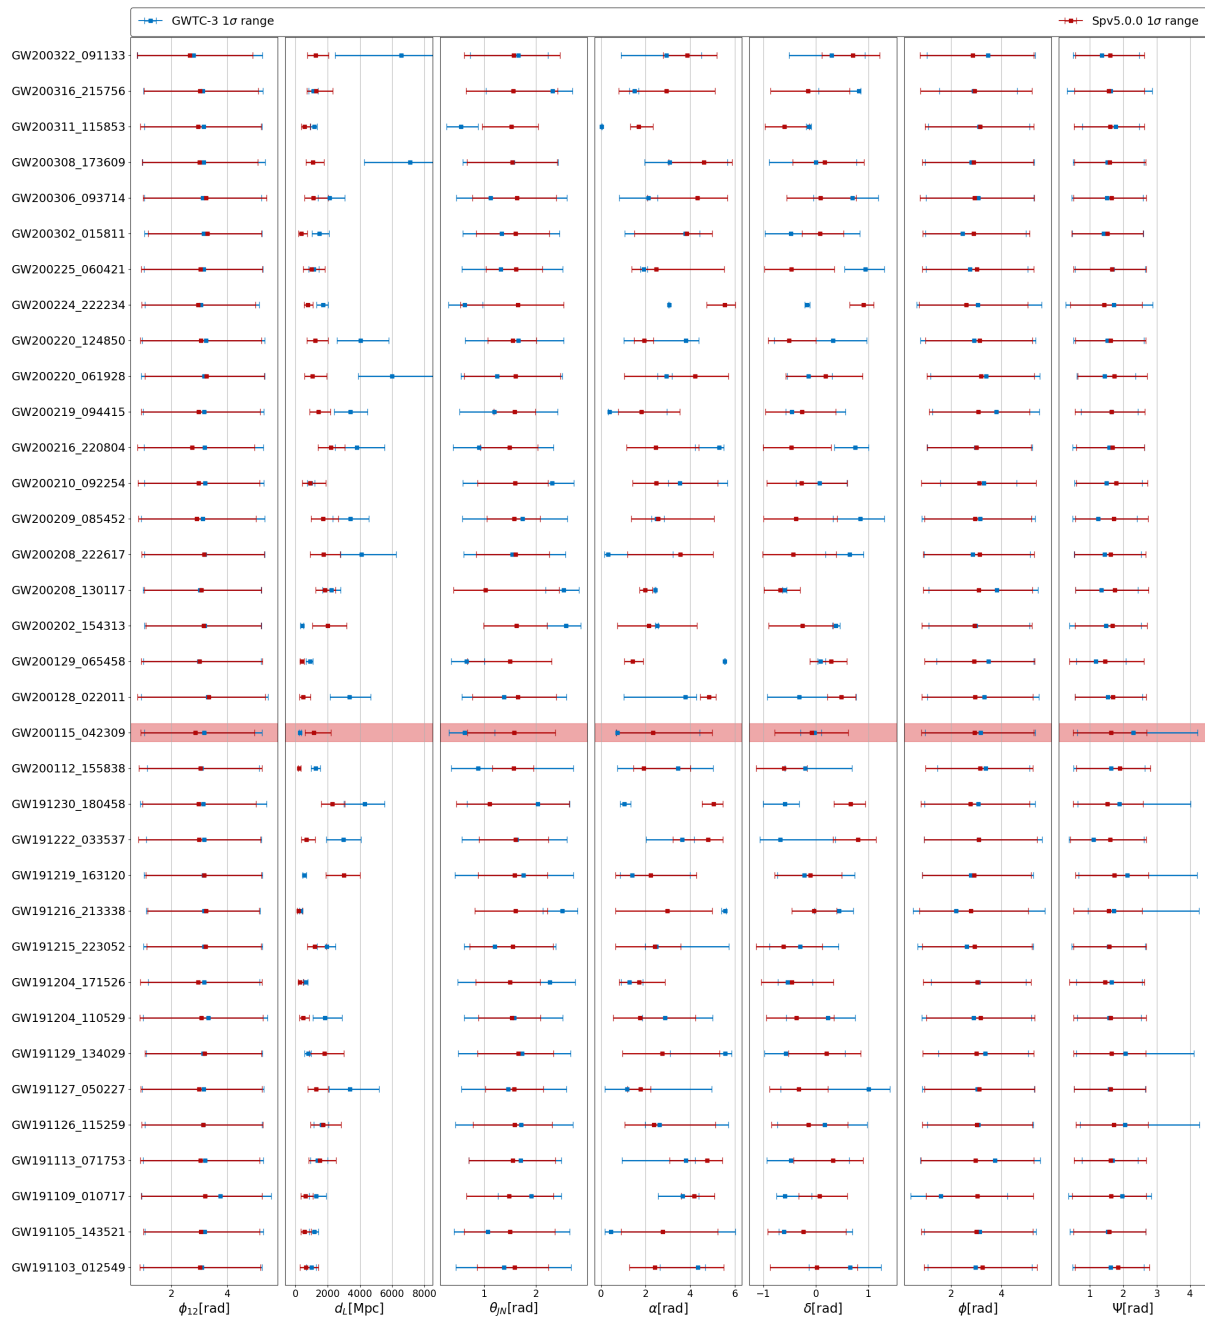 GWTC-3 1σ range
Spv5.0.0 1σ range
GW200322_091133
GW200316_215756
GW200311_115853
GW200308_173609
GW200306_093714
GW200302_015811
GW200225_060421
GW200224_222234
GW200220_124850
GW200220_061928
GW200219_094415
GW200216_220804
GW200210_092254
GW200209_085452
GW200208_222617
GW200208_130117
GW200202_154313
GW200129_065458
GW200128_022011
GW200115_042309
GW200112_155838
GW191230_180458
GW191222_033537
GW191219_163120
GW191216_213338
GW191215_223052
GW191204_171526
GW191204_110529
GW191129_134029
GW191127_050227
GW191126_115259
GW191113_071753
GW191109_010717
GW191105_143521
GW191103_012549
2 4 0 2000 4000 6000 8000 1 2 0 2 4 6 −1 0 1 2 4 0 1 2 3 4
ϕ12[rad] dL[Mpc] θJN[rad] α[rad] δ[rad] ϕ[rad] Ψ[rad]